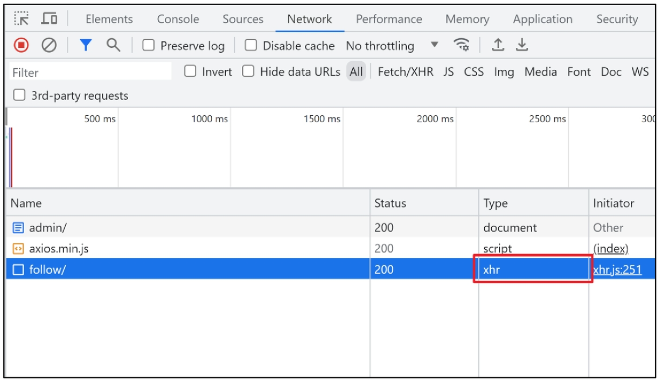 Elements Console Sources Network Performance Memory Application Security
Preserve log Disable cache No throttling
Filter Invert Hide data URLs All Fetch/XHR JS CSS Img Media Font Doc WS
3rd-party requests
500 ms 1000 ms 1500 ms 2000 ms 2500 ms 300
Name Status Type Initiator
admin/ 200 document Other
axios.min.js 200 script (index)
follow/ 200 xhr xhr.js:251